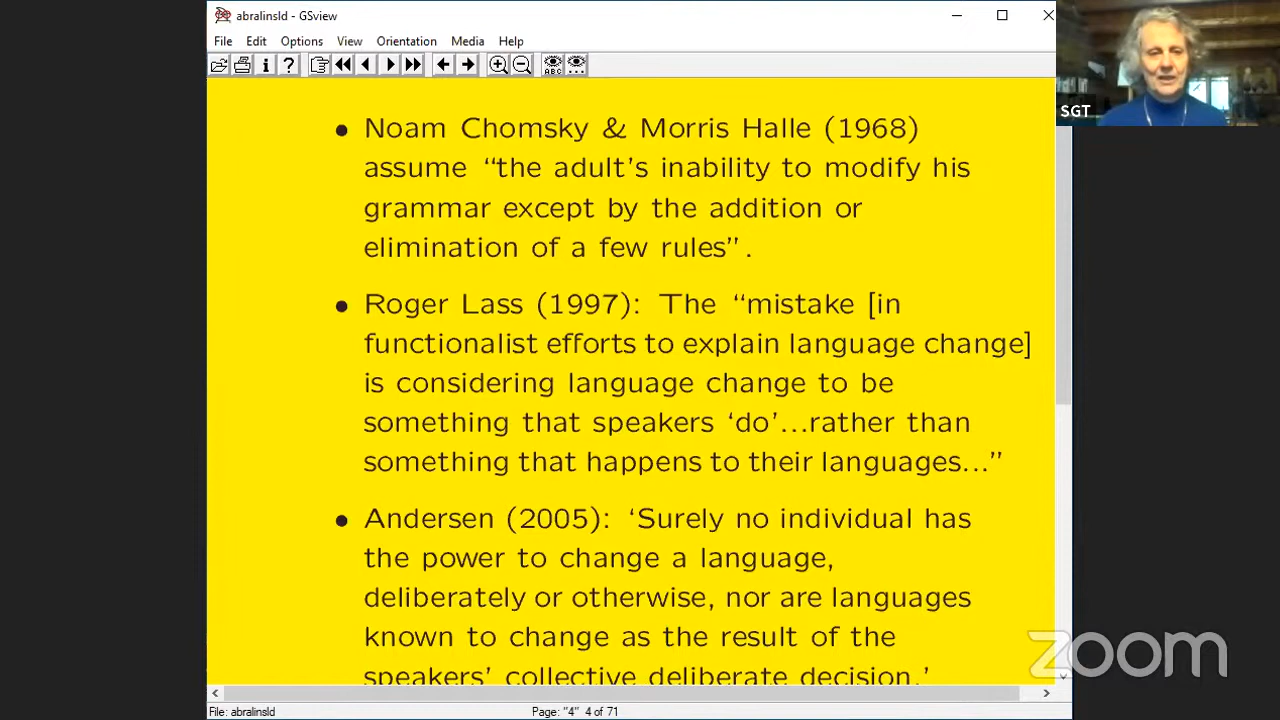 abralinsld - GSview
File Edit Options View Orientation Media Help
SGT
• Noam Chomsky & Morris Halle (1968)
assume “the adult’s inability to modify his
grammar except by the addition or
elimination of a few rules”.
• Roger Lass (1997): The “mistake [in
functionalist efforts to explain language change]
is considering language change to be
something that speakers ‘do’...rather than
something that happens to their languages...”
• Andersen (2005): ‘Surely no individual has
the power to change a language,
deliberately or otherwise, nor are languages
known to change as the result of the
speakers’ collective deliberate decision.’
zoom
File: abralinsld Page: "4" 4 of 71